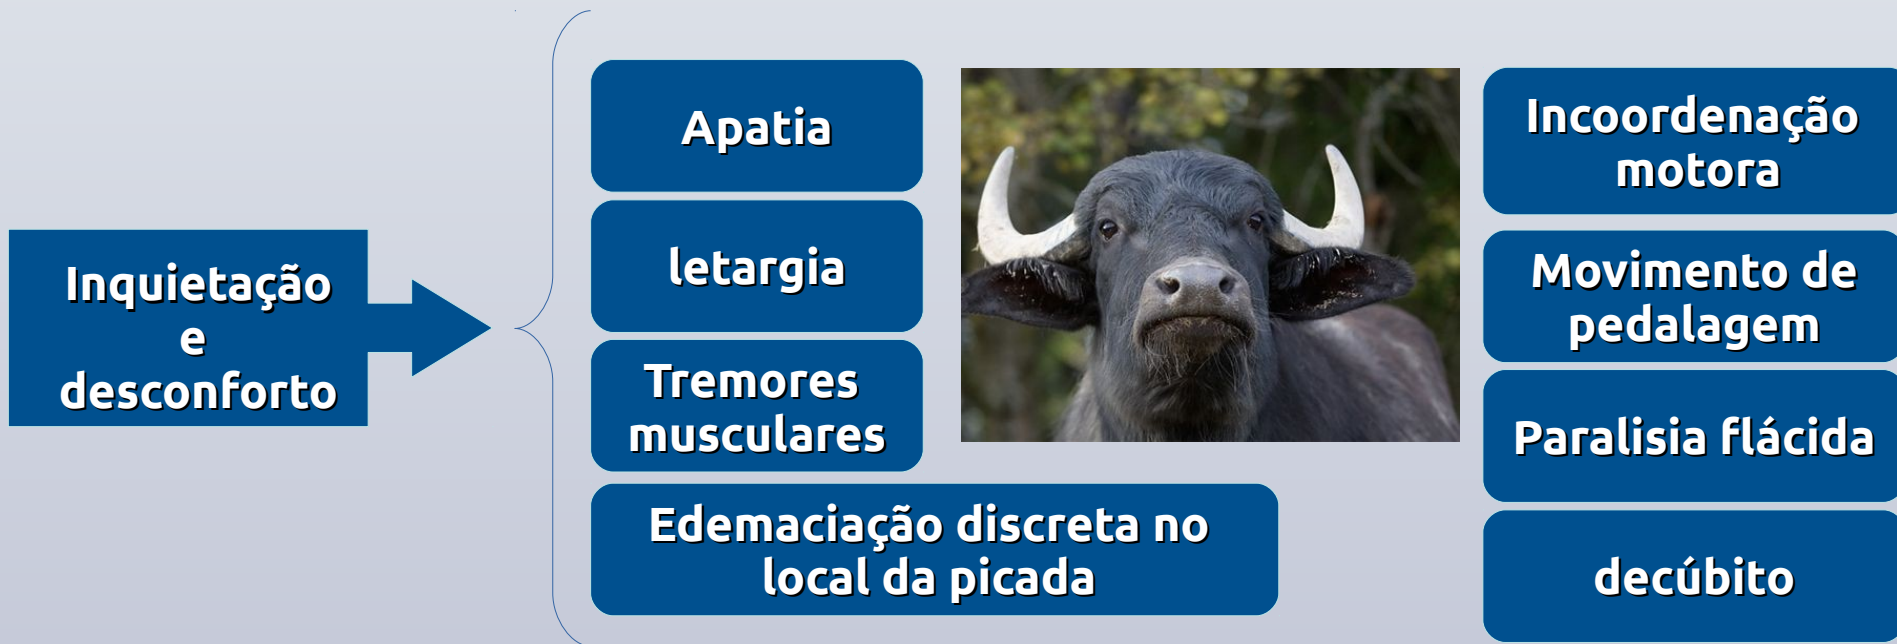 Inquietação
e
desconforto
Apatia
letargia
Tremores
musculares
Edemaciação discreta no
local da picada
Incoordenação
motora
Movimento de
pedalagem
Paralisia flácida
decúbito